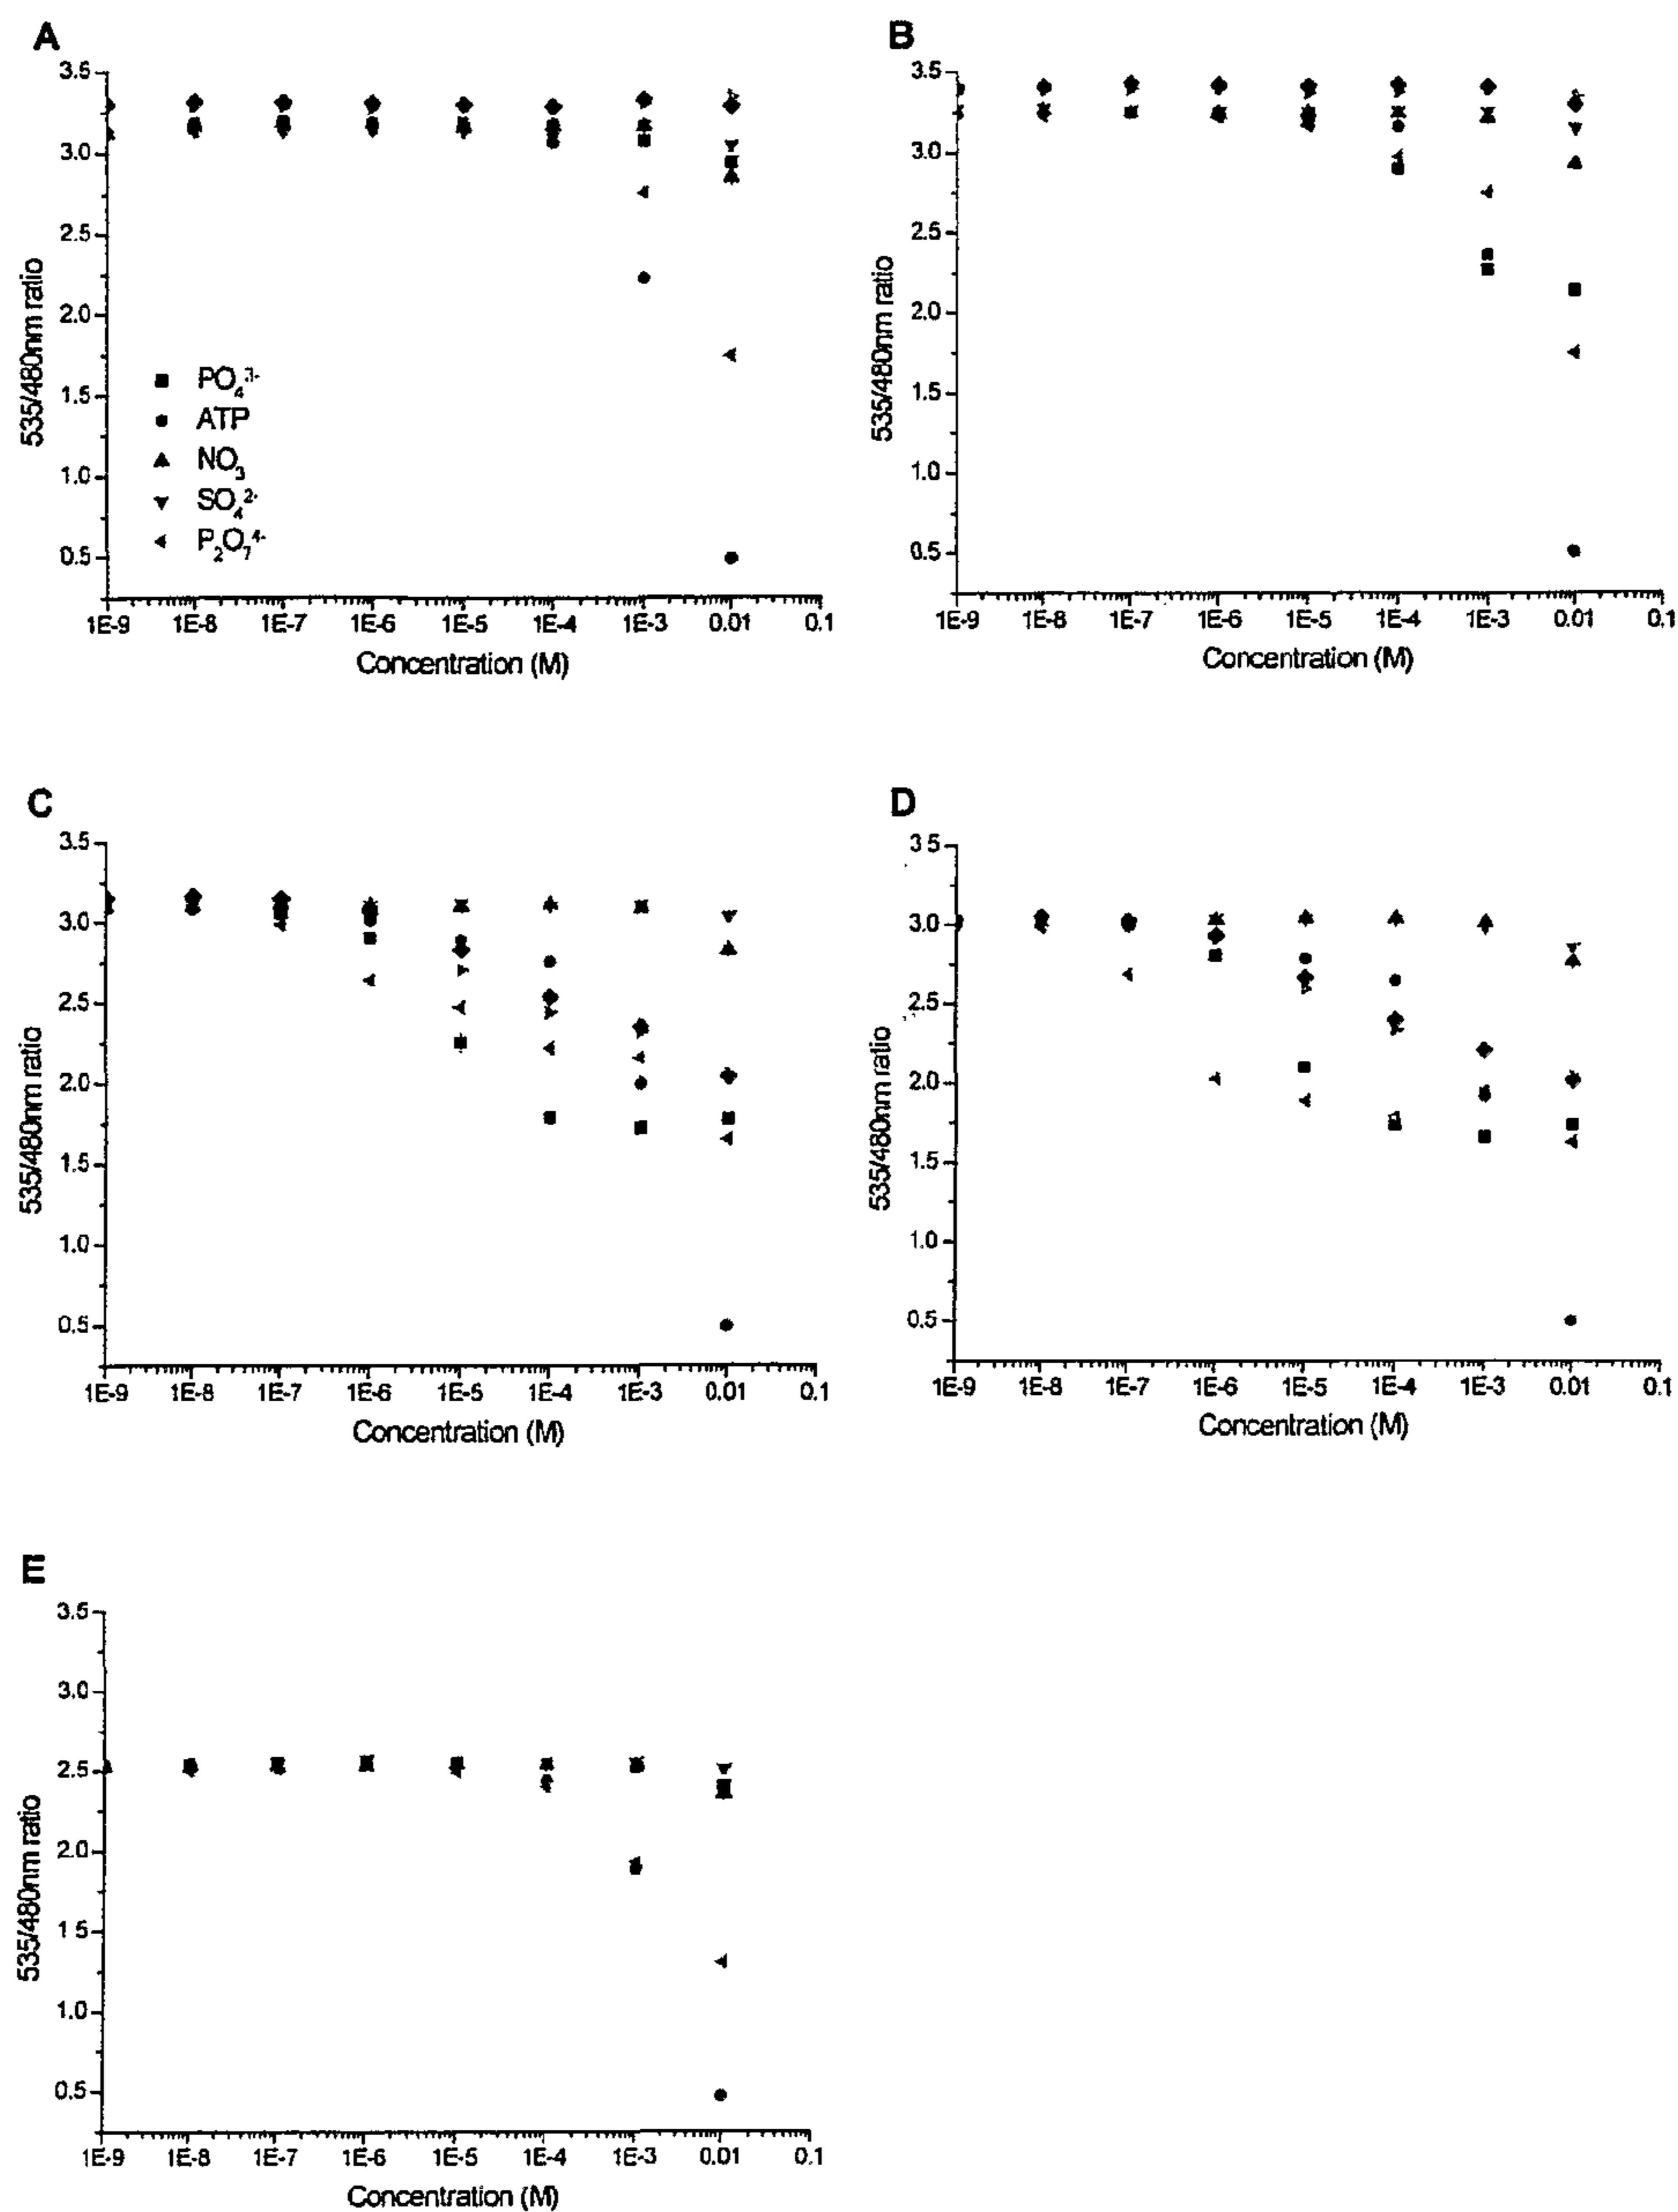 A
3.5
3.0
2.5
2.0
1.5
1.0
0.5
535/480nm ratio
PO₄³⁻
ATP
NO₃
SO₄²⁻
P₂O₇⁴⁻
1E-9 1E-8 1E-7 1E-6 1E-5 1E-4 1E-3 0.01 0.1
Concentration (M)
B
3.5
3.0
2.5
2.0
1.5
1.0
0.5
535/480nm ratio
1E-9 1E-8 1E-7 1E-6 1E-5 1E-4 1E-3 0.01 0.1
Concentration (M)
C
3.5
3.0
2.5
2.0
1.5
1.0
0.5
535/480nm ratio
1E-9 1E-8 1E-7 1E-6 1E-5 1E-4 1E-3 0.01 0.1
Concentration (M)
D
3 5
3.0
2.5
2.0
1.5
1.0
0.5
535/480nm ratio
1E-9 1E-8 1E-7 1E-6 1E-5 1E-4 1E-3 0.01 0.1
Concentration (M)
E
3.5
3.0
2.5
2.0
1 5
1.0
0.5
535/480nm ratio
1E-9 1E-8 1E-7 1E-6 1E-5 1E-4 1E-3 0.01 0.1
Concentration (M)